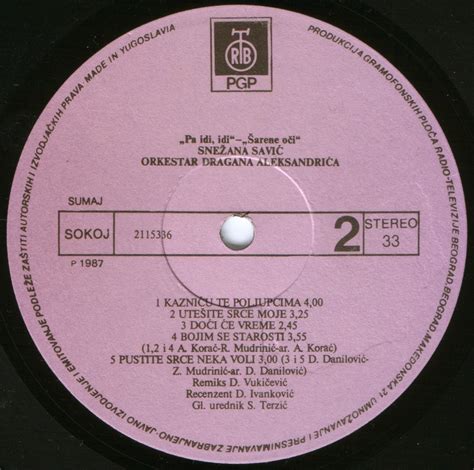 PRODUKCIJA GRAMOFONSKIH PLOČA RADIO-TELEVIZIJE BEOGRAD, BEOGRAD, MAKEDONSKA 21 UMNOŽAVANJE I PRESNIMAVANJE ZABRANJENO-JAVNO IZVODJENJE I EMITOVANJE PODLEŽE ZAŠTITI AUTORSKIH I IZVODJAČKIH PRAVA MADE IN YUGOSLAVIA
RTB
PGP
„Pa idi, idi“–„Šarene oči“
SNEŽANA SAVIĆ
ORKESTAR DRAGANA ALEKSANDRIĆA
SUMAJ
SOKOJ 2115336 2 STEREO 33
P 1987
1 KAZNIĆU TE POLJUPCIMA 4,00
2 UTEŠITE SRCE MOJE 3,25
3 DOĆI ĆE VREME 2,45
4 BOJIM SE STAROSTI 3,55
(1,2 i 4 A. Korać-R. Mudrinić-ar. A. Korać)
5 PUSTITE SRCE NEKA VOLI 3,00 (3 i 5 D. Danilović-
Z. Mudrinić-ar. D. Danilović)
Remiks D. Vukičević
Recenzent D. Ivanković
Gl. urednik S. Terzić